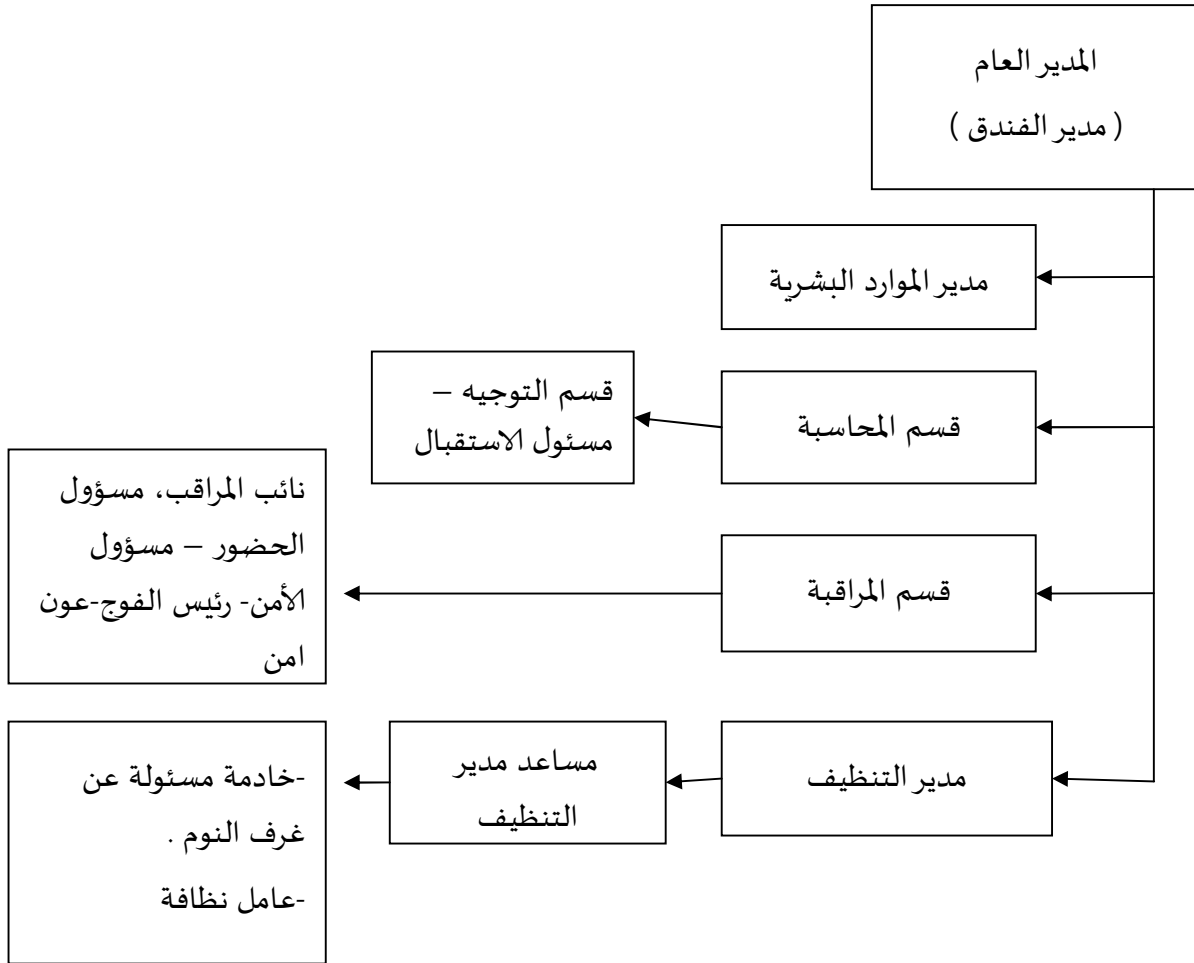 المدير العام
( مدير الفندق )
مدير الموارد البشرية
قسم المحاسبة
قسم التوجيه –
مسئول الاستقبال
قسم المراقبة
نائب المراقب، مسؤول
الحضور – مسؤول
الأمن- رئيس الفوج-عون
امن
مدير التنظيف
مساعد مدير
التنظيف
-خادمة مسئولة عن
غرف النوم .
-عامل نظافة